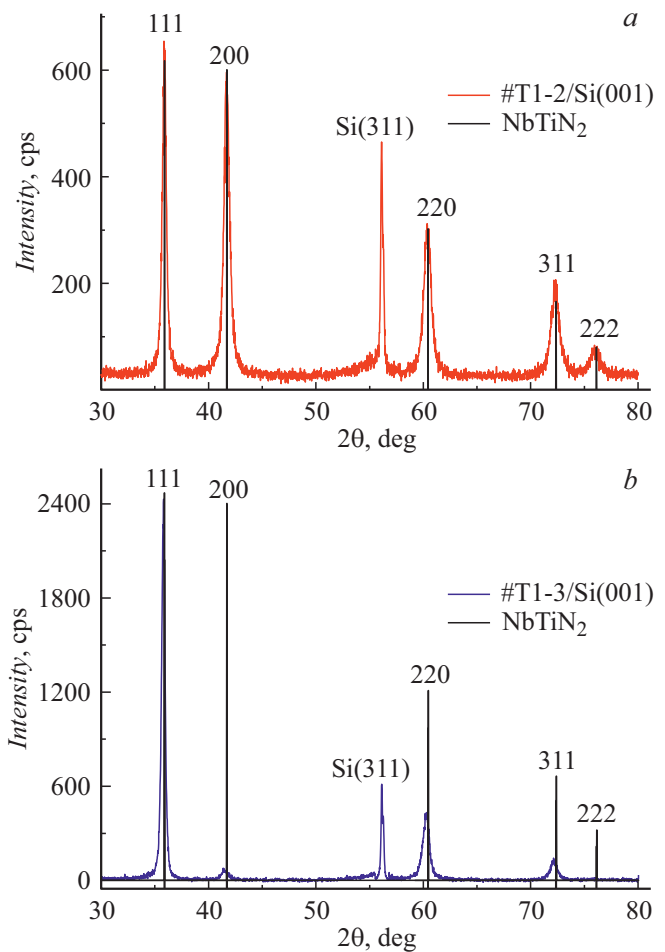 a
111
200
600
#T1-2/Si(001)
NbTiN₂
Si(311)
Intensity, cps
400
220
311
200
222
30 40 50 60 70 80
2θ, deg
b
111
200
2400
#T1-3/Si(001)
NbTiN₂
1800
Intensity, cps
1200
220
Si(311)
311
600
222
0
30 40 50 60 70 80
2θ, deg